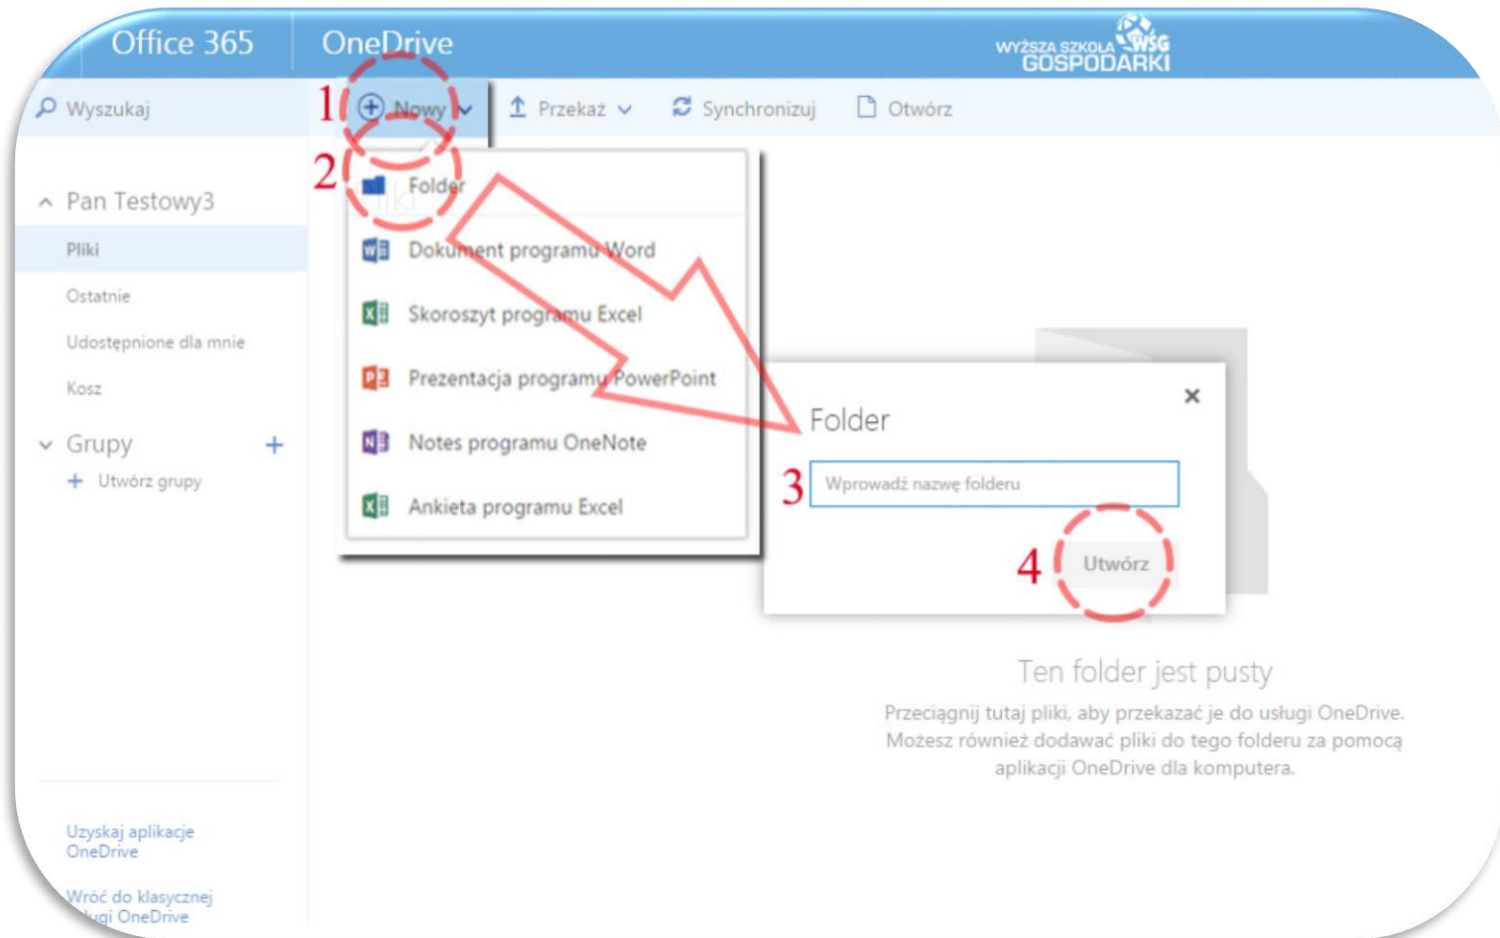 Office 365
OneDrive
WYŻSZA SZKOŁA WSG
GOSPODARKI
Wyszukaj
1
Nowy
Przekaż
Synchronizuj
Otwórz
2
Folder
Pliki
Dokument programu Word
Skoroszyt programu Excel
Prezentacja programu PowerPoint
Notes programu OneNote
Ankieta programu Excel
Pan Testowy3
Pliki
Ostatnie
Udostępnione dla mnie
Kosz
Grupy
Utwórz grupy
Folder
3
Wprowadź nazwę folderu
4
Utwórz
Ten folder jest pusty
Przeciągnij tutaj pliki, aby przekazać je do usługi OneDrive.
Możesz również dodawać pliki do tego folderu za pomocą
aplikacji OneDrive dla komputera.
Uzyskaj aplikacje
OneDrive
Wróć do klasycznej
usługi OneDrive